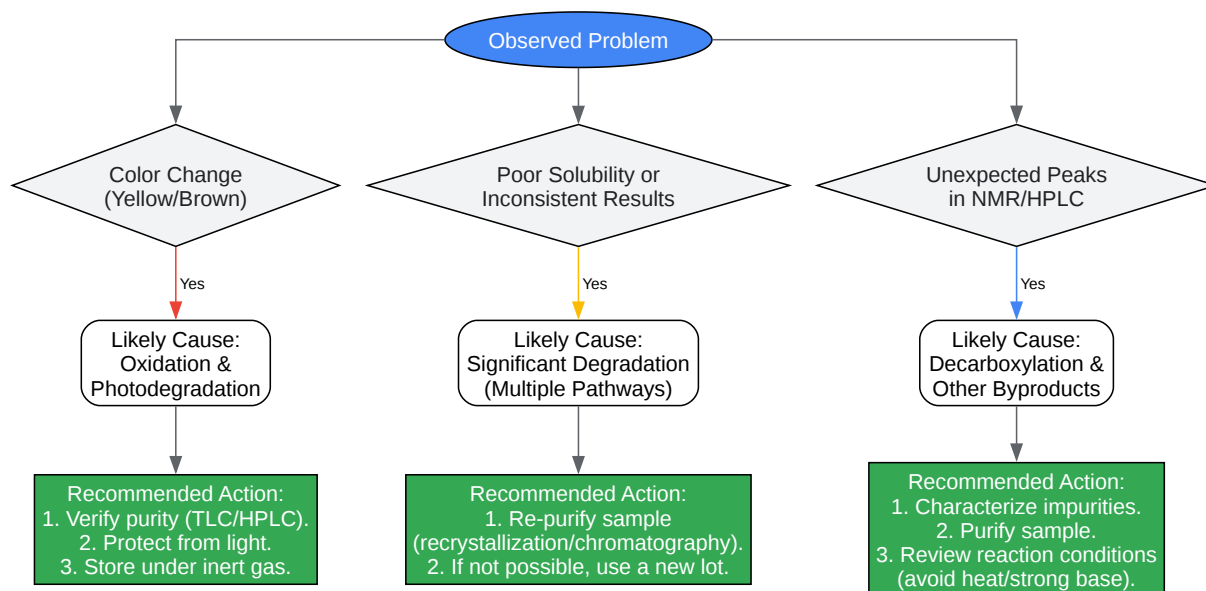 Observed Problem
Color Change
(Yellow/Brown)
Poor Solubility or
Inconsistent Results
Unexpected Peaks
in NMR/HPLC
Yes
Yes
Yes
Likely Cause:
Oxidation &
Photodegradation
Likely Cause:
Significant Degradation
(Multiple Pathways)
Likely Cause:
Decarboxylation &
Other Byproducts
Recommended Action:
1. Verify purity (TLC/HPLC).
2. Protect from light.
3. Store under inert gas.
Recommended Action:
1. Re-purify sample
(recrystallization/chromatography).
2. If not possible, use a new lot.
Recommended Action:
1. Characterize impurities.
2. Purify sample.
3. Review reaction conditions
(avoid heat/strong base).